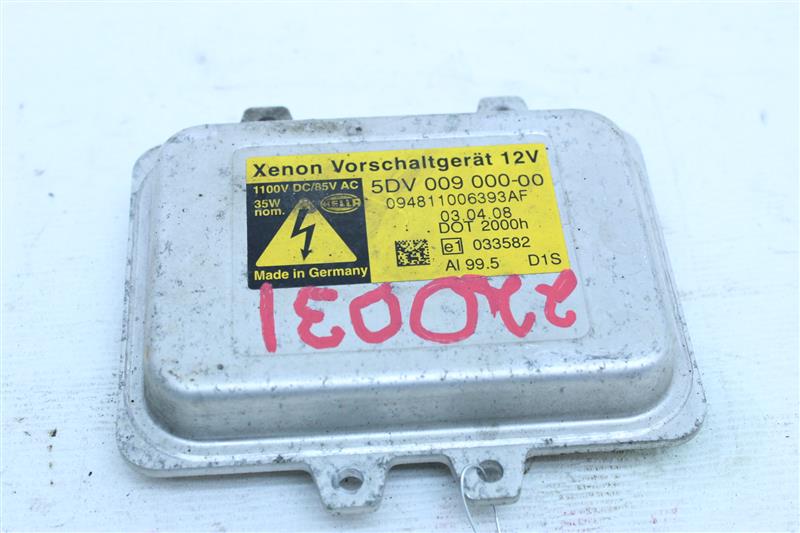 Xenon Vorschaltgerät 12V
1100V DC/85V AC
35W
nom.
HELLA
Made in Germany
5DV 009 000-00
094811006393AF
03.04.08
DOT 2000h
e1 033582
AI 99.5 D1S
220031